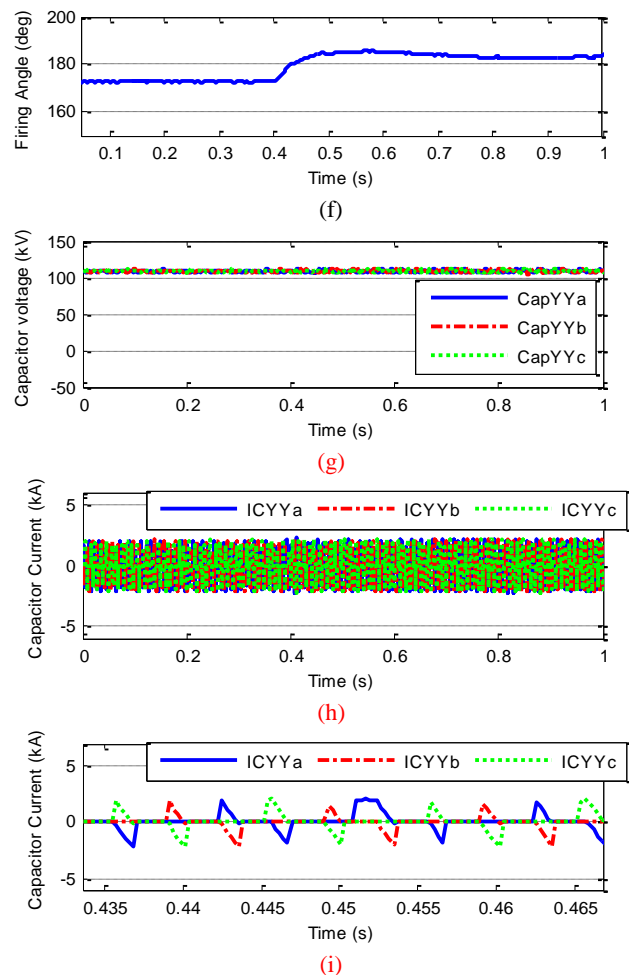 200
180
160
Firing Angle (deg)
0.1 0.2 0.3 0.4 0.5 0.6 0.7 0.8 0.9 1
Time (s)
(f)
150
100
50
0
-50
Capacitor voltage (kV)
CapYYa
CapYYb
CapYYc
0 0.2 0.4 0.6 0.8 1
Time (s)
(g)
5
0
-5
Capacitor Current (kA)
ICYYa ICYYb ICYYc
0 0.2 0.4 0.6 0.8 1
Time (s)
(h)
5
0
-5
Capacitor Current (kA)
ICYYa ICYYb ICYYc
0.435 0.44 0.445 0.45 0.455 0.46 0.465
Time (s)
(i)